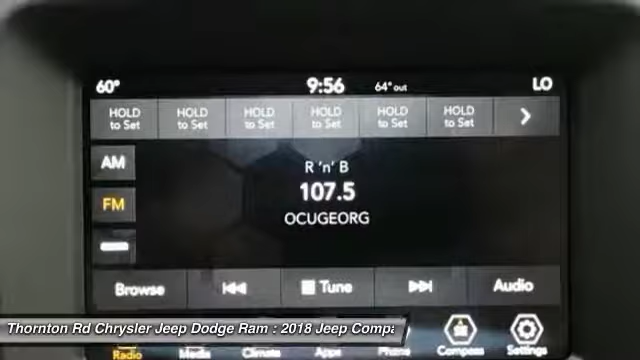 60° 9:56 64° out LO
HOLD to Set HOLD to Set HOLD to Set HOLD to Set HOLD to Set HOLD to Set >
AM
R 'n' B
107.5
FM
OCUGEORG
Browse Tune Audio
Thornton Rd Chrysler Jeep Dodge Ram : 2018 Jeep Compa
Radio Media Climate Apps Phone Compass Settings